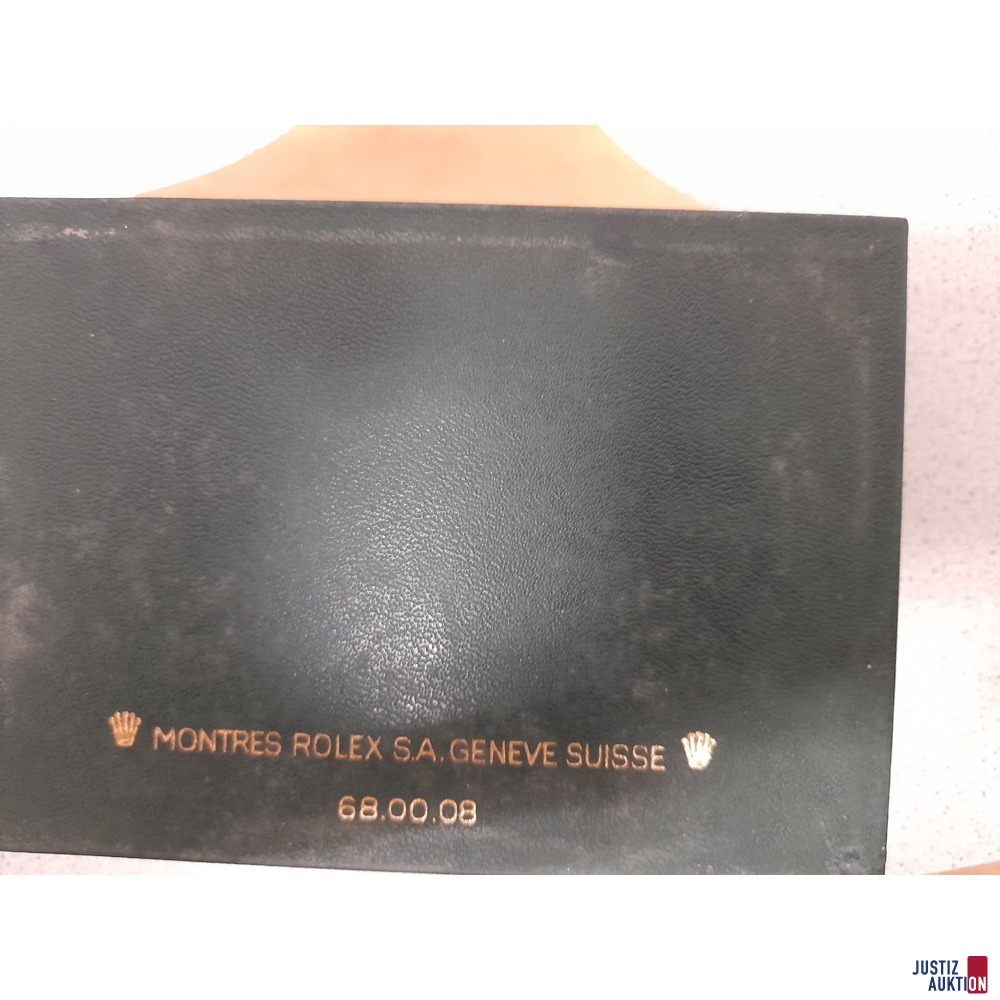 MONTRES ROLEX S.A. GENEVE SUISSE
68.00.08
JUSTIZ
AUKTION